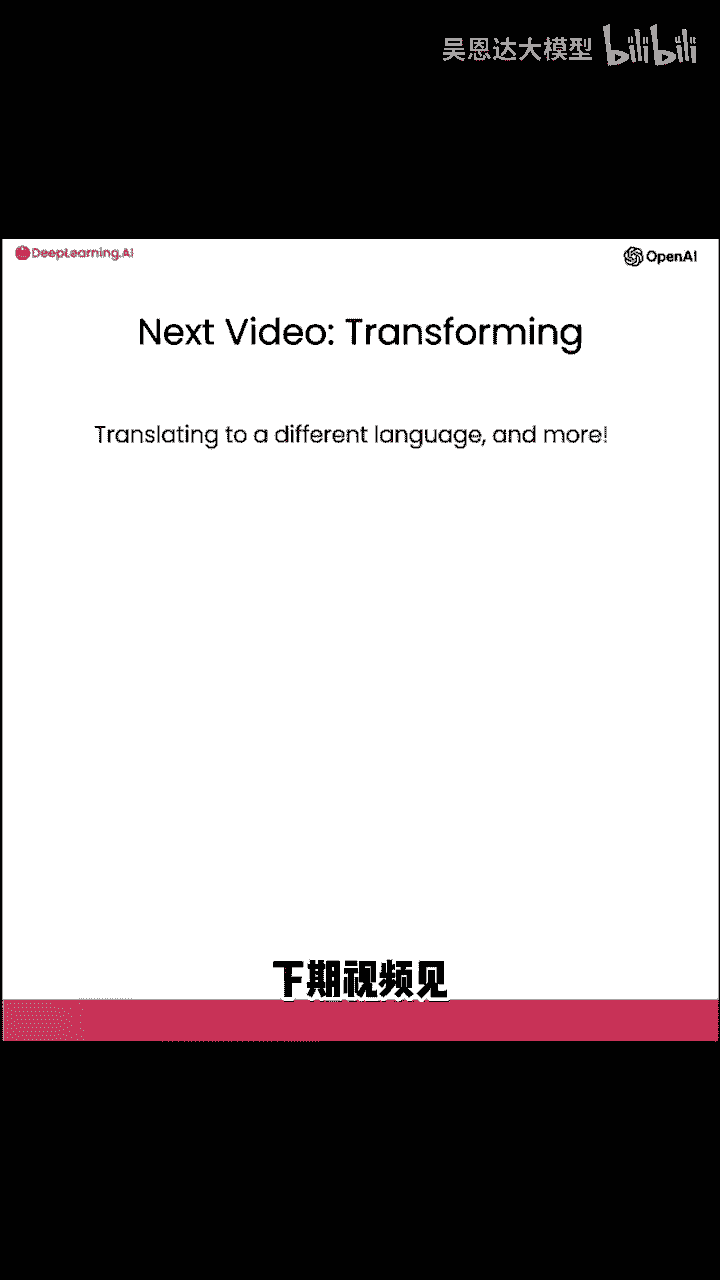 吴恩达大模型 bilibili
DeepLearning.AI
OpenAI
Next Video: Transforming
Translating to a different language, and more!
下期视频见